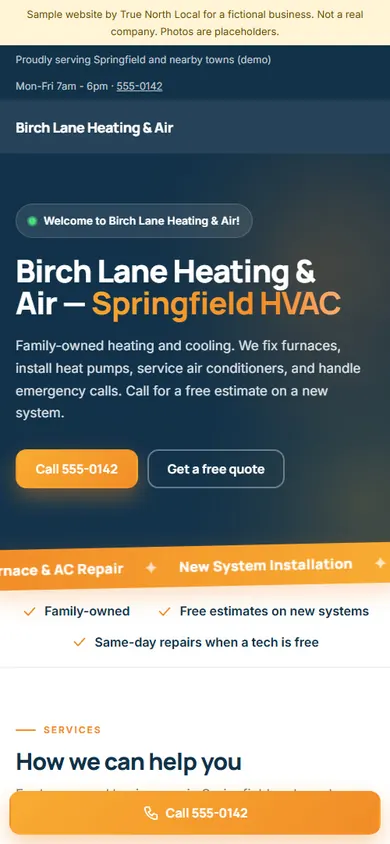 Sample website by True North Local for a fictional business. Not a real
company. Photos are placeholders.
Proudly serving Springfield and nearby towns (demo)
Mon-Fri 7am - 6pm · 555-0142
Birch Lane Heating & Air
Welcome to Birch Lane Heating & Air!
Birch Lane Heating &
Air — Springfield HVAC
Family-owned heating and cooling. We fix furnaces,
install heat pumps, service air conditioners, and handle
emergency calls. Call for a free estimate on a new
system.
Call 555-0142
Get a free quote
& AC Repair ✦ New System Installation ✦
Family-owned
Free estimates on new systems
Same-day repairs when a tech is free
SERVICES
How we can help you
Call 555-0142